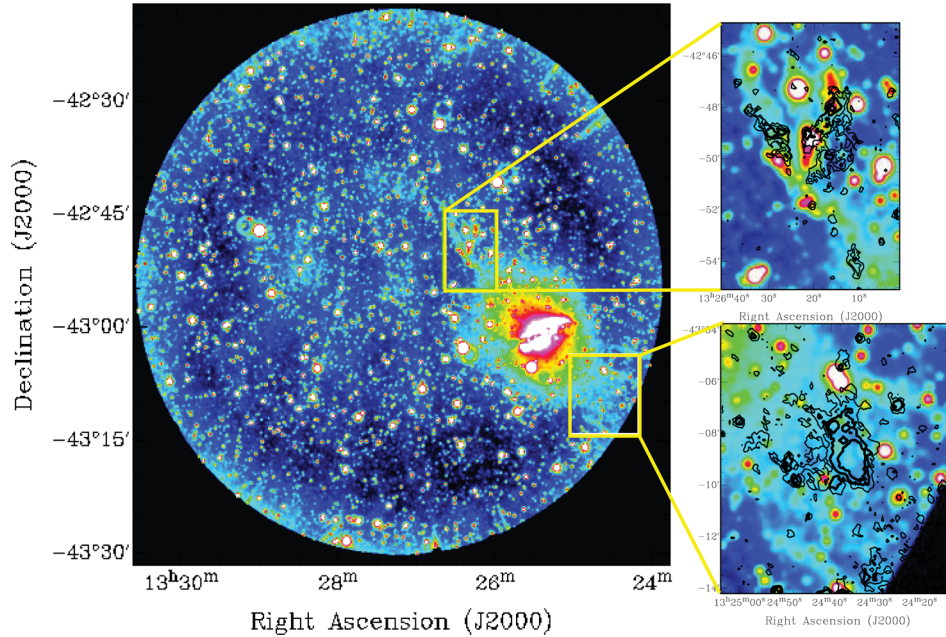 −42°30′
−42°45′
−43°00′
−43°15′
−43°30′
Declination (J2000)
13ʰ30ᵐ 28ᵐ 26ᵐ 24ᵐ
Right Ascension (J2000)
−42°46′
−48′
−50′
−52′
−54′
13ʰ26ᵐ40ˢ 30ˢ 20ˢ 10ˢ
Right Ascension (J2000)
−43°04′
−06′
−08′
−10′
−12′
−14′
13ʰ25ᵐ00ˢ 24ᵐ50ˢ 24ᵐ40ˢ 24ᵐ30ˢ 24ᵐ20ˢ
Right Ascension (J2000)